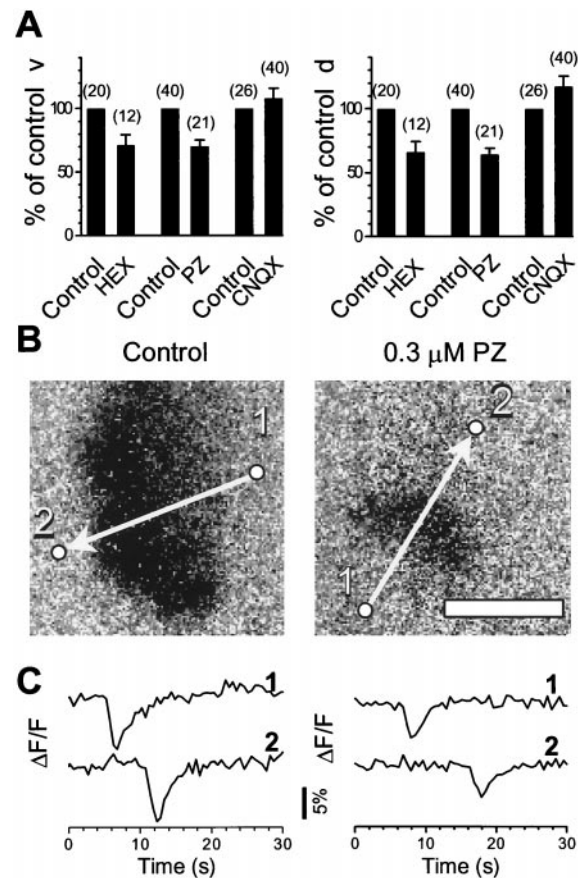 A
% of control v
100
50
0
(20)
(12)
(40)
(21)
(26)
(40)
Control
HEX
Control
PZ
Control
CNQX
% of control d
100
50
0
(20)
(12)
(40)
(21)
(26)
(40)
Control
HEX
Control
PZ
Control
CNQX
B
Control
0.3 μM PZ
1
2
2
1
C
ΔF/F
1
2
0 10 20 30
Time (s)
5%
ΔF/F
1
2
0 10 20 30
Time (s)